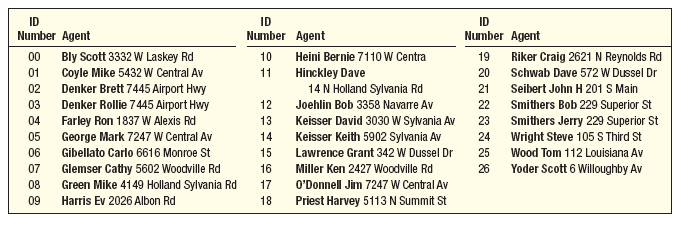 ID
Number Agent
00 Bly Scott 3332 W Laskey Rd
01 Coyle Mike 5432 W Central Av
02 Denker Brett 7445 Airport Hwy
03 Denker Rollie 7445 Airport Hwy
04 Farley Ron 1837 W Alexis Rd
05 George Mark 7247 W Central Av
06 Gibellato Carlo 6616 Monroe St
07 Glemser Cathy 5602 Woodville Rd
08 Green Mike 4149 Holland Sylvania Rd
09 Harris Ev 2026 Albon Rd
ID
Number Agent
10 Heini Bernie 7110 W Centra
11 Hinckley Dave
14 N Holland Sylvania Rd
12 Joehlin Bob 3358 Navarre Av
13 Keisser David 3030 W Sylvania Av
14 Keisser Keith 5902 Sylvania Av
15 Lawrence Grant 342 W Dussel Dr
16 Miller Ken 2427 Woodville Rd
17 O'Donnell Jim 7247 W Central Av
18 Priest Harvey 5113 N Summit St
ID
Number Agent
19 Riker Craig 2621 N Reynolds Rd
20 Schwab Dave 572 W Dussel Dr
21 Seibert John H 201 S Main
22 Smithers Bob 229 Superior St
23 Smithers Jerry 229 Superior St
24 Wright Steve 105 S Third St
25 Wood Tom 112 Louisiana Av
26 Yoder Scott 6 Willoughby Av